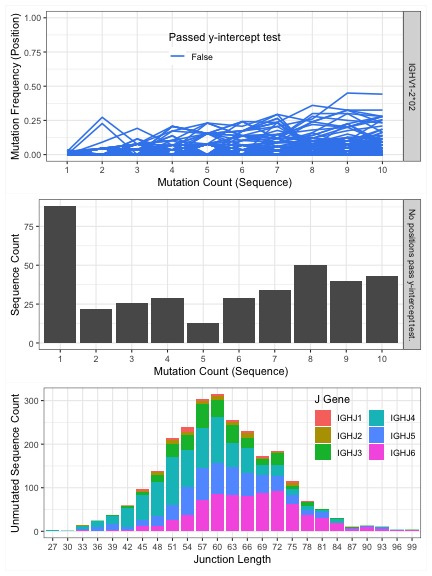 Passed y-intercept test
False
Mutation Frequency (Position)
1.00
0.75
0.50
0.25
0.00
IGHV1-2*02
1 2 3 4 5 6 7 8 9 10
Mutation Count (Sequence)
Sequence Count
75
50
25
0
No positions pass y-intercept test.
1 2 3 4 5 6 7 8 9 10
Mutation Count (Sequence)
Unmutated Sequence Count
300
200
100
0
J Gene
IGHJ1 IGHJ4
IGHJ2 IGHJ5
IGHJ3 IGHJ6
27 30 33 36 39 42 45 48 51 54 57 60 63 66 69 72 75 78 81 84 87 90 93 96 99
Junction Length